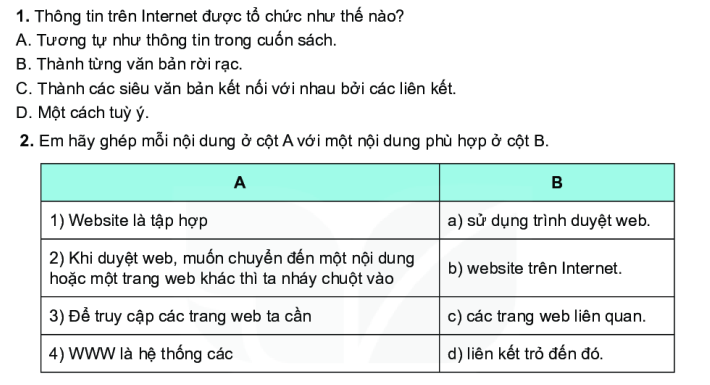 1. Thông tin trên Internet được tổ chức như thế nào?
A. Tương tự như thông tin trong cuốn sách.
B. Thành từng văn bản rời rạc.
C. Thành các siêu văn bản kết nối với nhau bởi các liên kết.
D. Một cách tuỳ ý.
2. Em hãy ghép mỗi nội dung ở cột A với một nội dung phù hợp ở cột B.
A
B
1) Website là tập hợp
a) sử dụng trình duyệt web.
2) Khi duyệt web, muốn chuyển đến một nội dung
hoặc một trang web khác thì ta nháy chuột vào
b) website trên Internet.
3) Để truy cập các trang web ta cần
c) các trang web liên quan.
4) WWW là hệ thống các
d) liên kết trỏ đến đó.